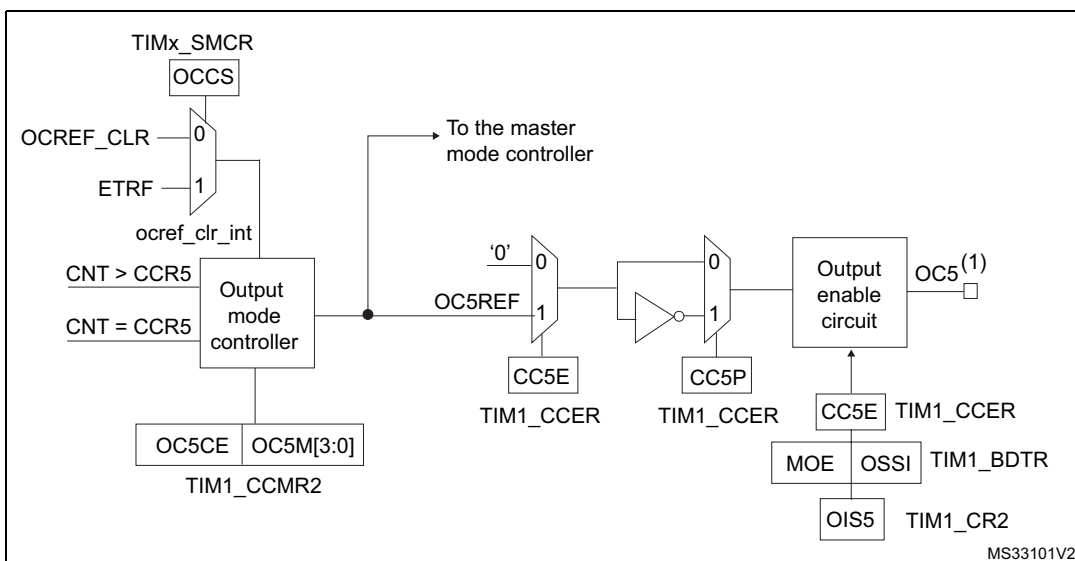 TIMx_SMCR
OCCS
OCREF_CLR
0
ETRF
1
ocref_clr_int
To the master
mode controller
CNT > CCR5
CNT = CCR5
Output
mode
controller
'0'
0
OC5REF
1
0
1
Output
enable
circuit
OC5 (1)
CC5E
TIM1_CCER
CC5P
TIM1_CCER
CC5E
TIM1_CCER
OC5CE
OC5M[3:0]
TIM1_CCMR2
MOE
OSSI
TIM1_BDTR
OIS5
TIM1_CR2
MS33101V2